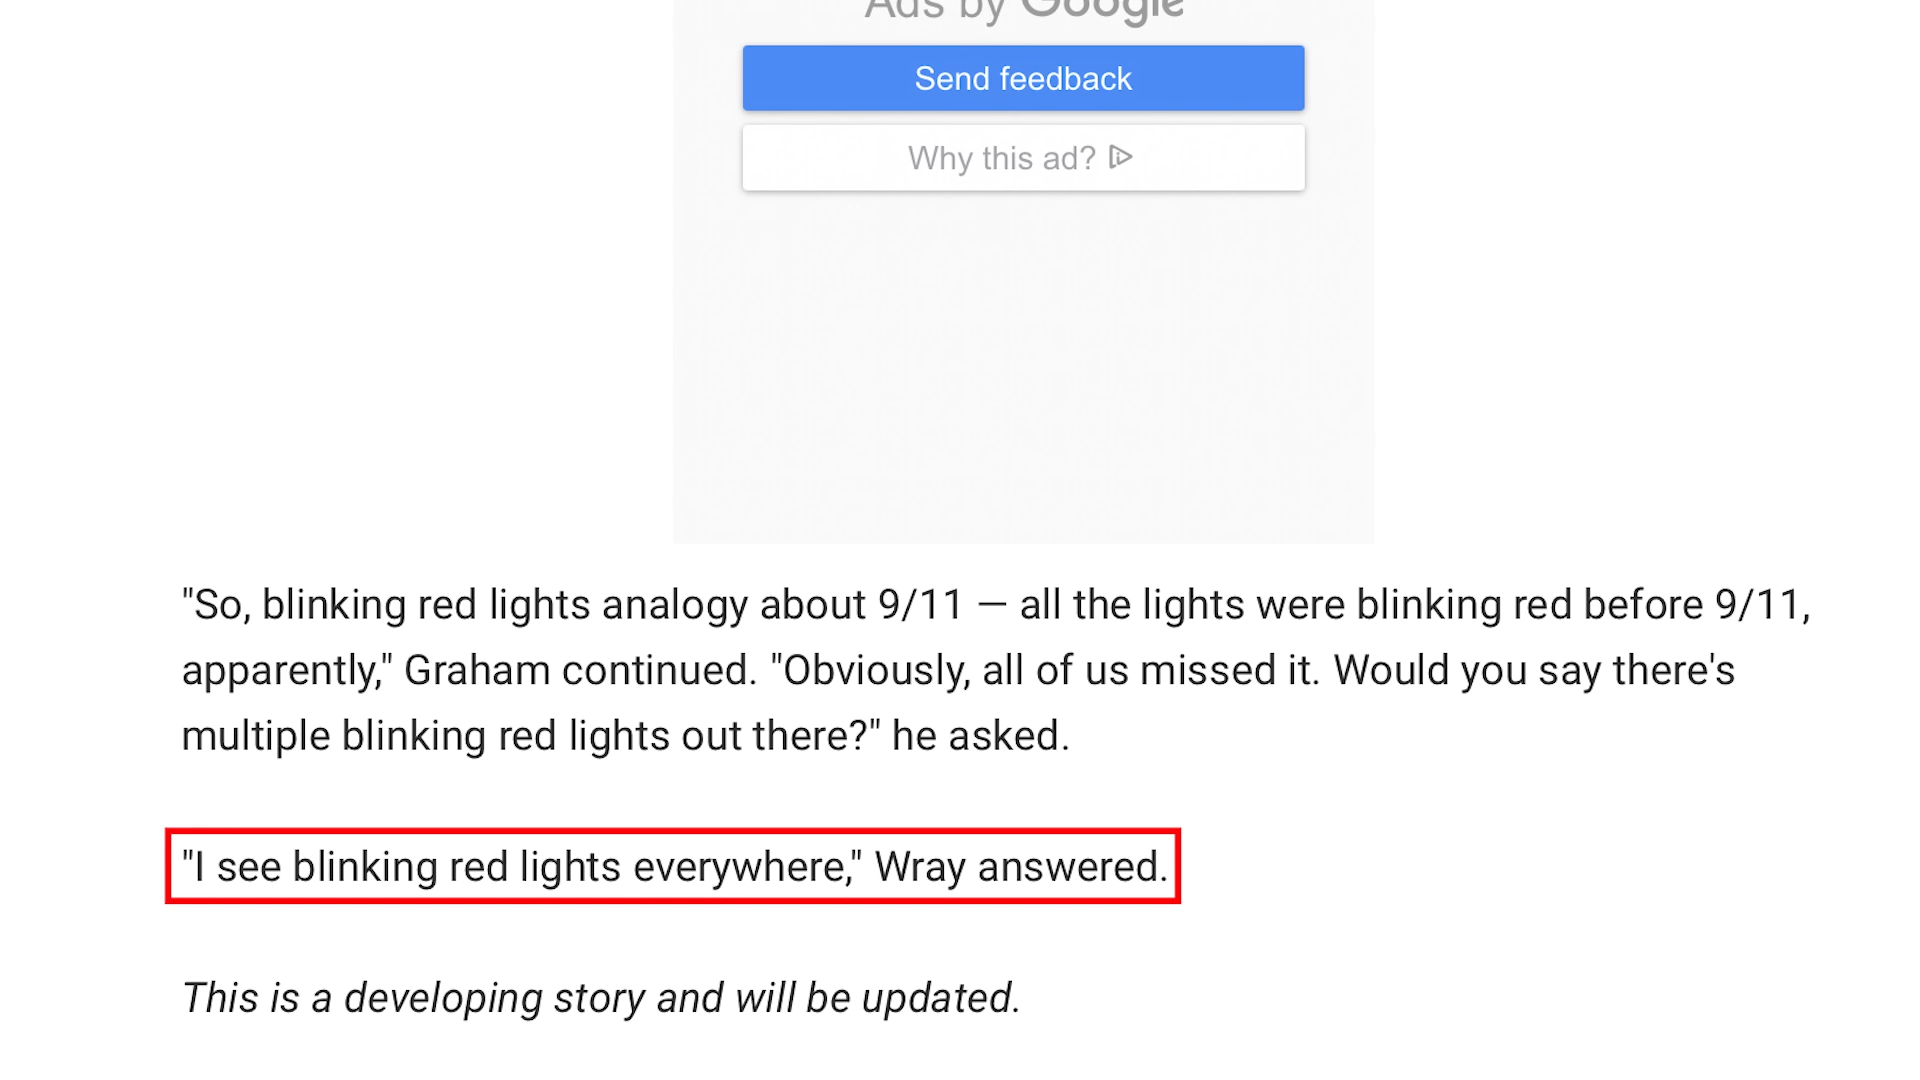 Ads by Google
Send feedback
Why this ad?
"So, blinking red lights analogy about 9/11 — all the lights were blinking red before 9/11,
apparently," Graham continued. "Obviously, all of us missed it. Would you say there's
multiple blinking red lights out there?" he asked.
"I see blinking red lights everywhere," Wray answered.
This is a developing story and will be updated.